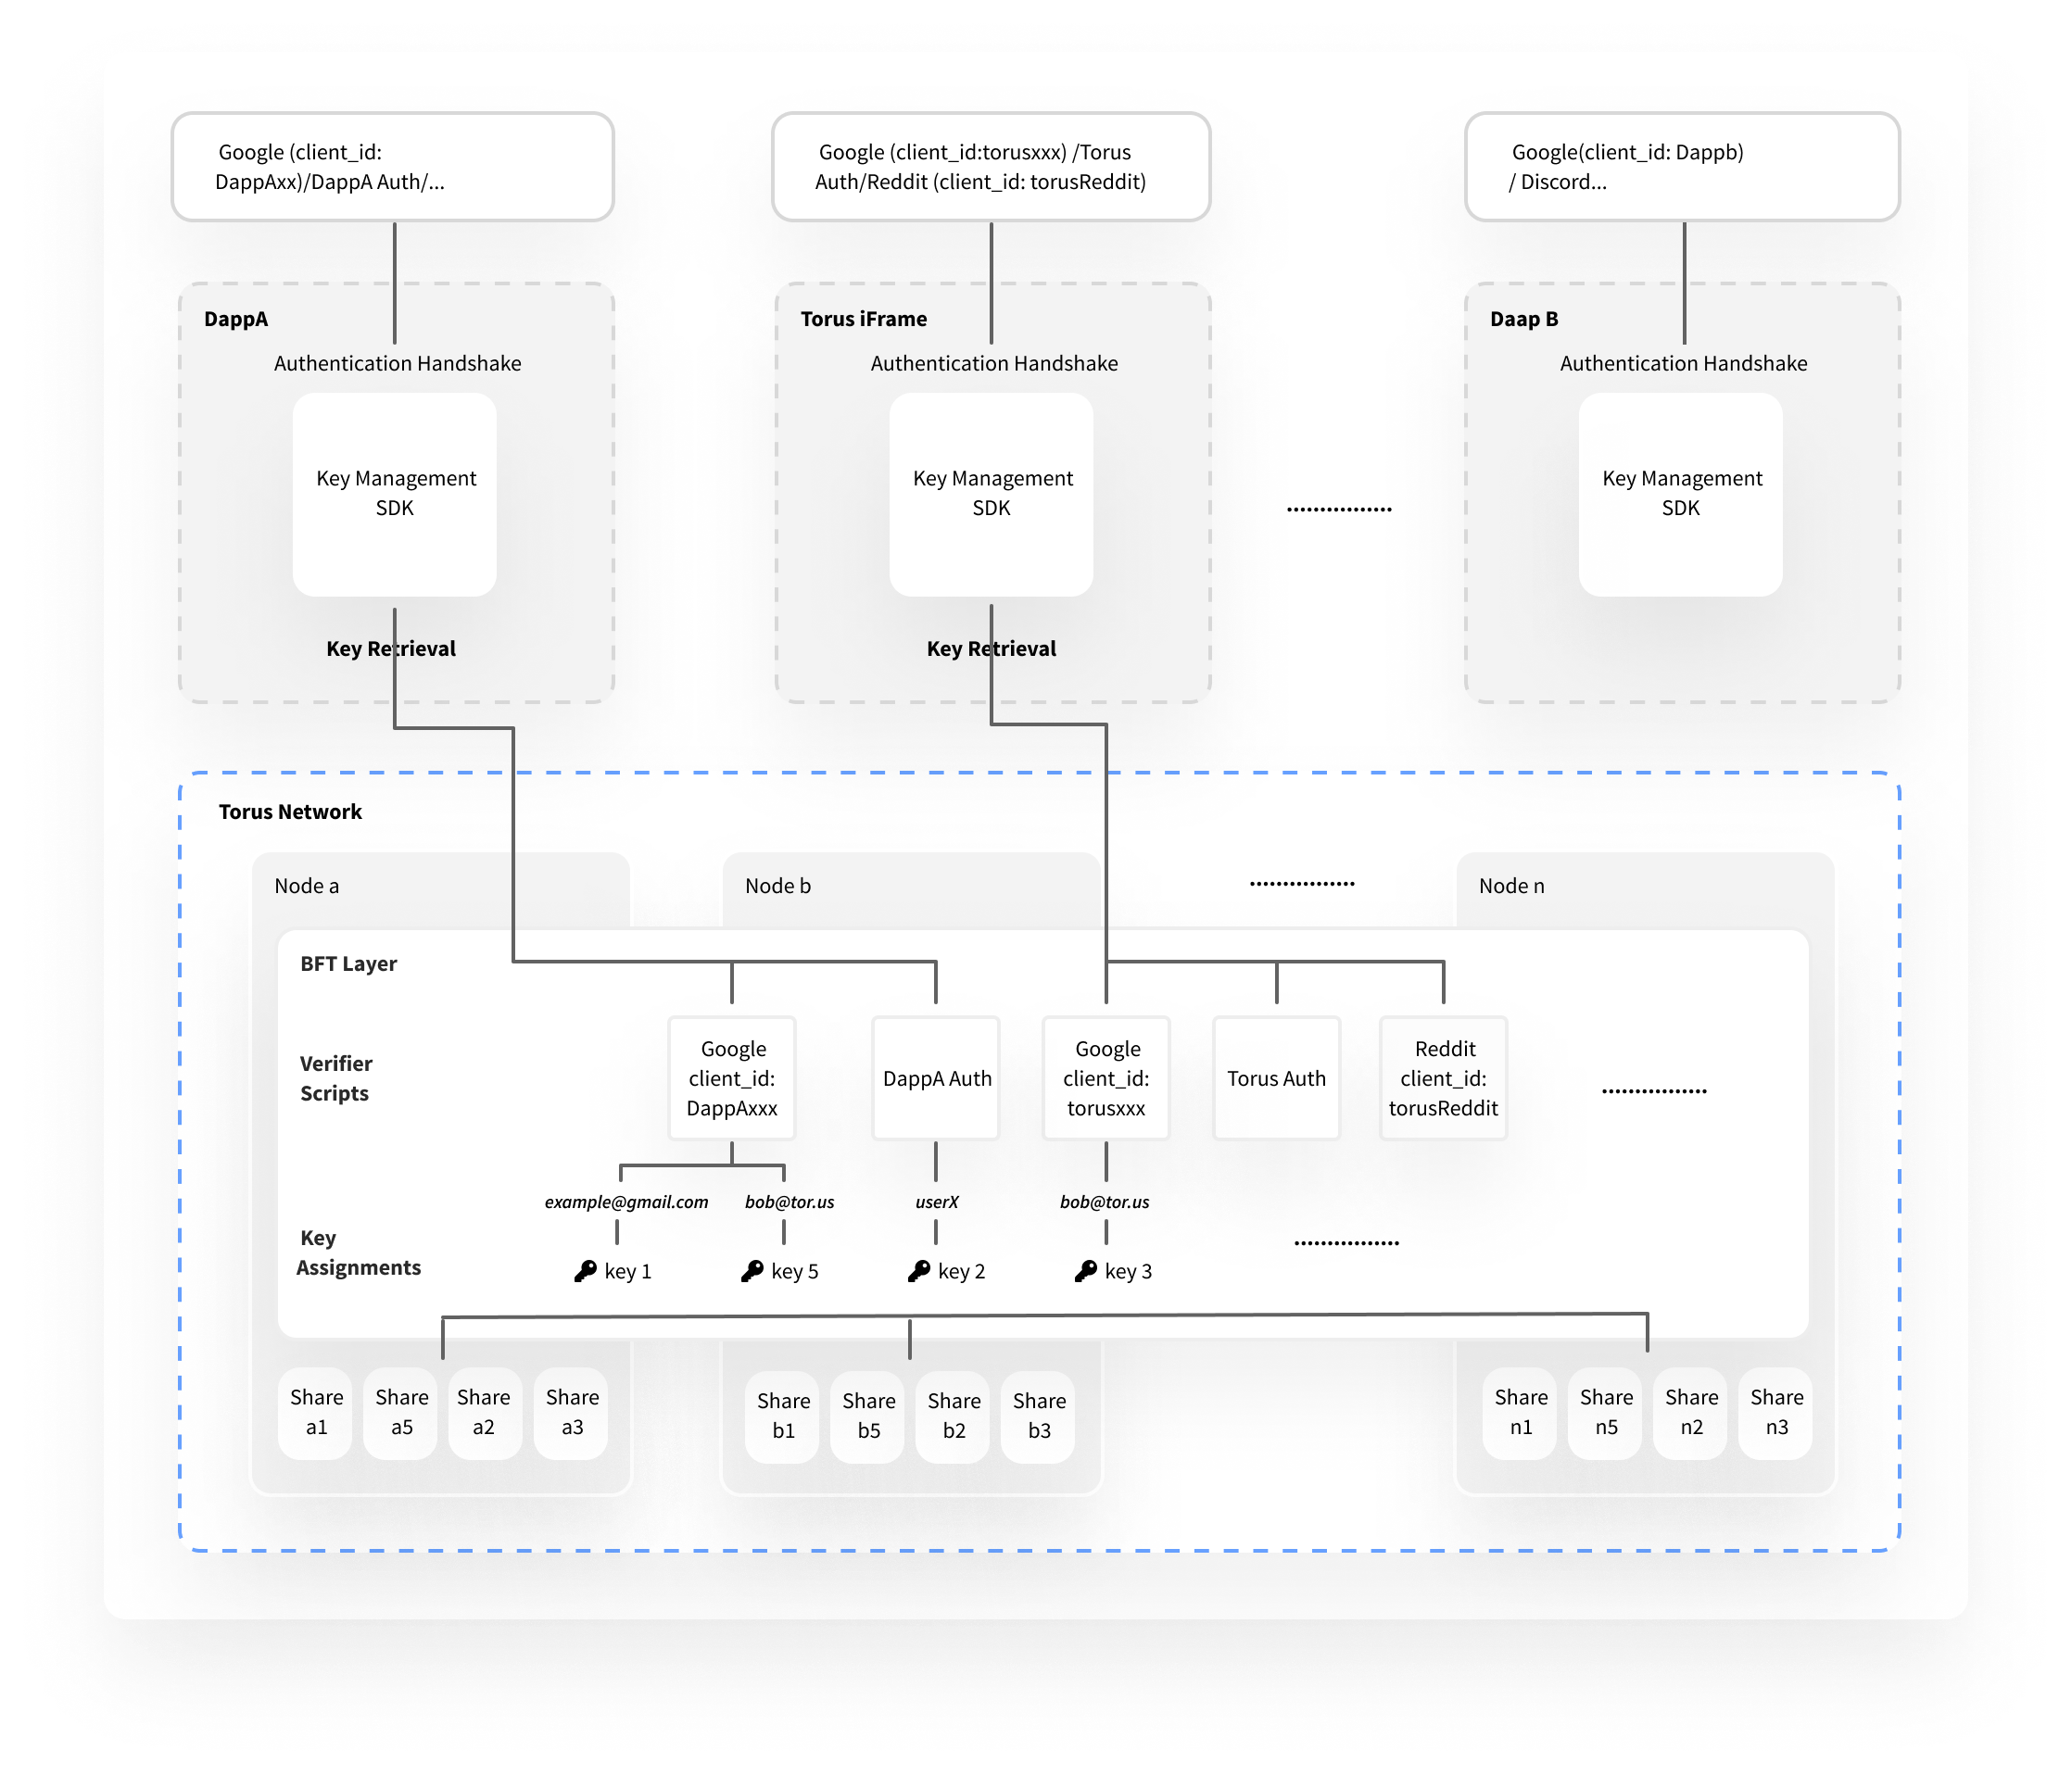 Google (client_id:
DappAxx)/DappA Auth/...
Google (client_id:torusxxx) /Torus
Auth/Reddit (client_id: torusReddit)
Google(client_id: Dappb)
/ Discord...
DappA
Authentication Handshake
Key Management
SDK
Key Retrieval
Torus iFrame
Authentication Handshake
Key Management
SDK
Key Retrieval
................
Daap B
Authentication Handshake
Key Management
SDK
Torus Network
Node a
Node b
................
Node n
BFT Layer
Verifier
Scripts
Google
client_id:
DappAxxx
DappA Auth
Google
client_id:
torusxxx
Torus Auth
Reddit
client_id:
torusReddit
................
example@gmail.com
bob@tor.us
userX
bob@tor.us
Key
Assignments
key 1
key 5
key 2
key 3
................
Share
a1
Share
a5
Share
a2
Share
a3
Share
b1
Share
b5
Share
b2
Share
b3
Share
n1
Share
n5
Share
n2
Share
n3